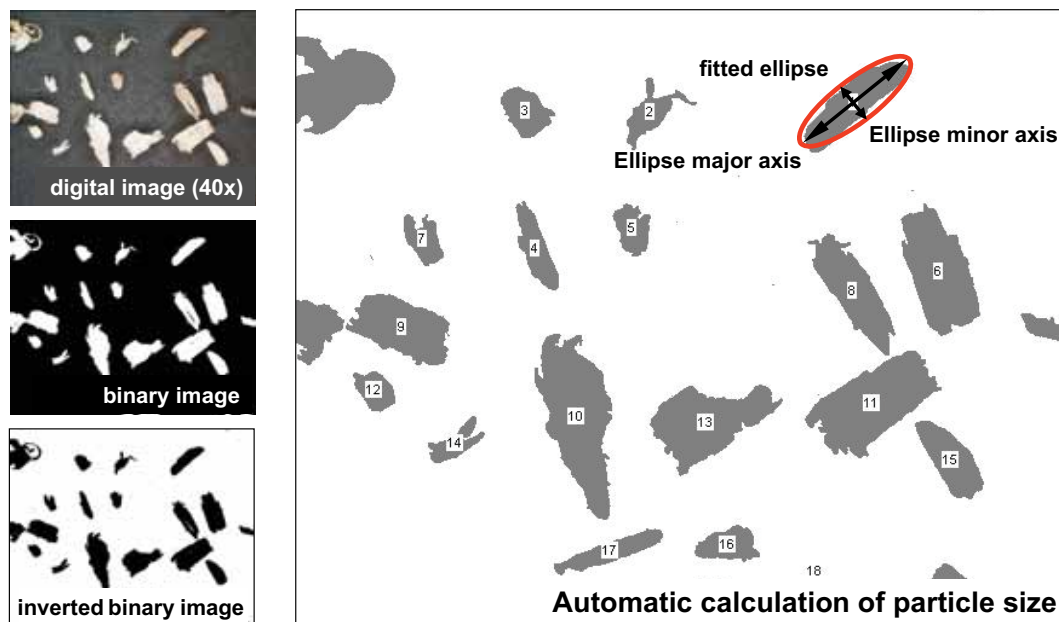 digital image (40x)
binary image
inverted binary image
fitted ellipse
Ellipse minor axis
Ellipse major axis
3
2
7
4
5
6
8
9
12
10
13
11
14
15
17
16
18
Automatic calculation of particle size